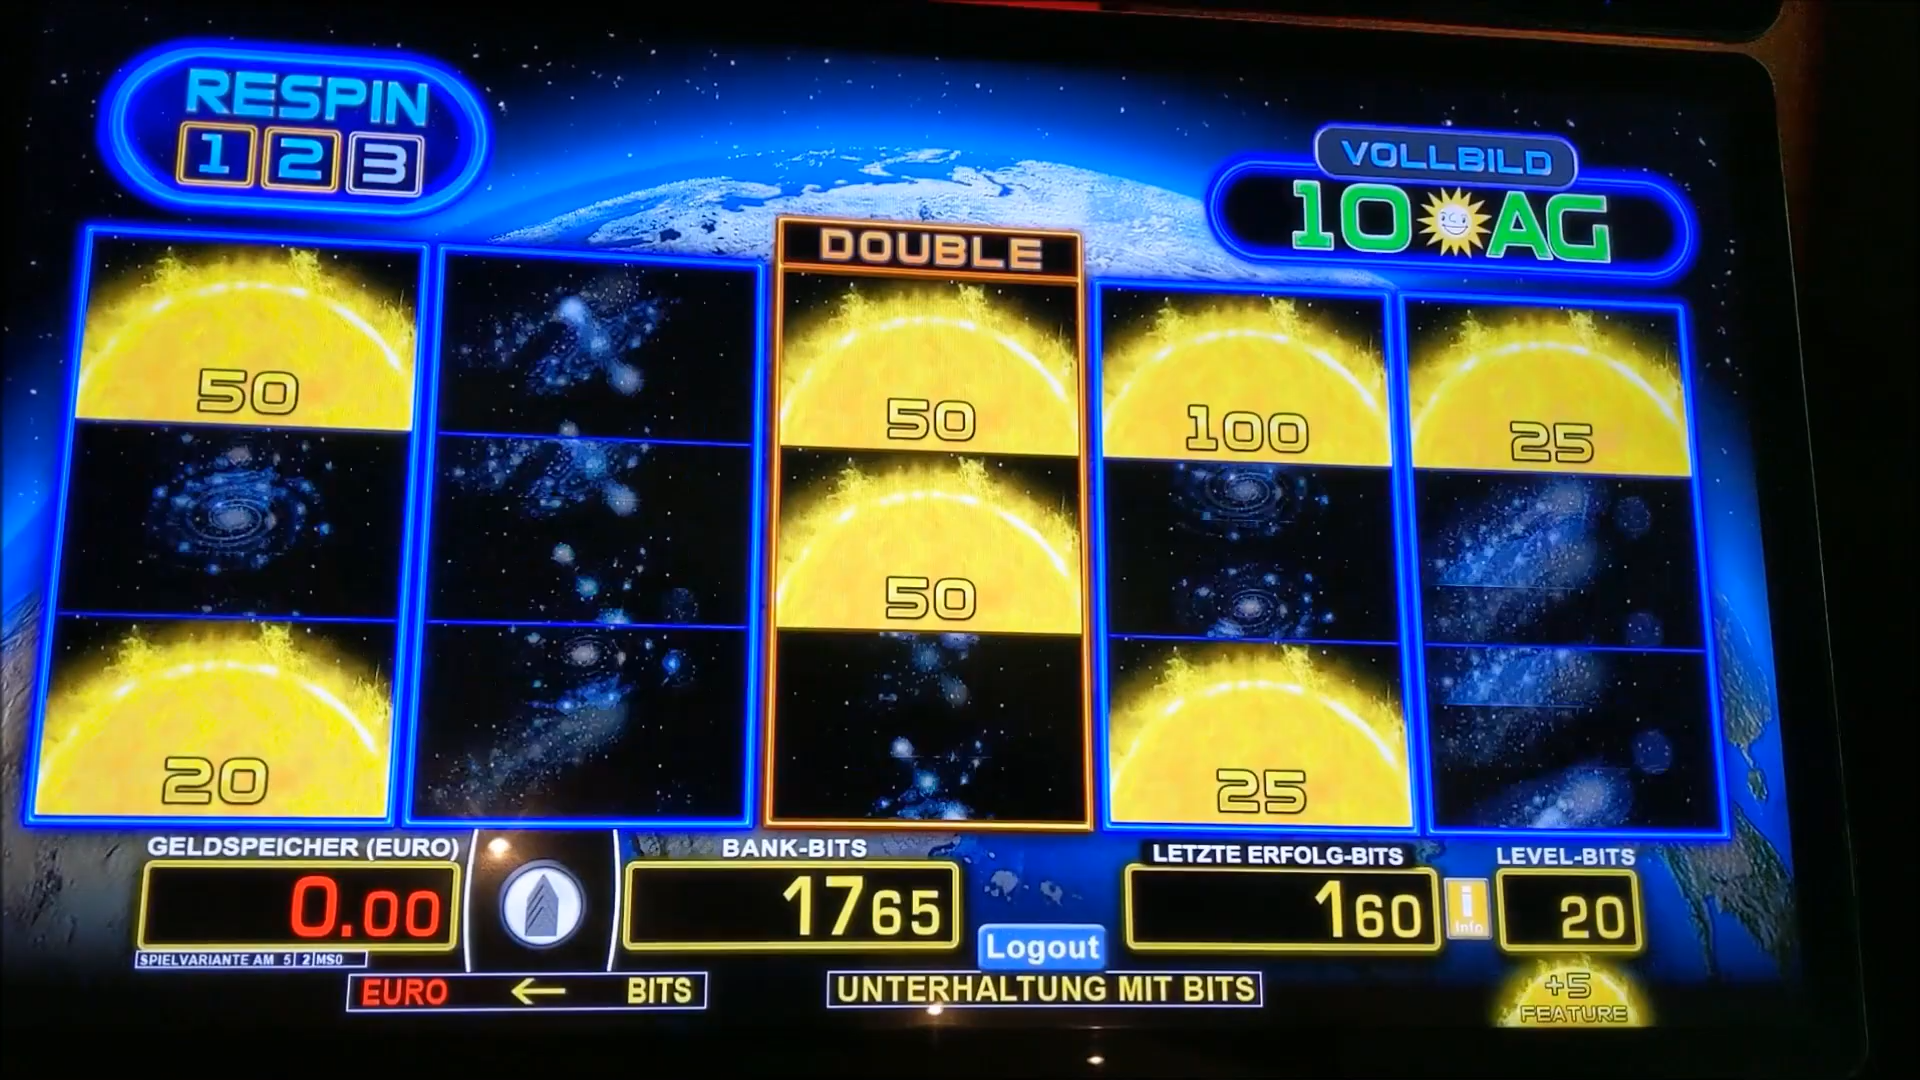 RESPIN
1 2 3
VOLLBILD
10 AG
DOUBLE
50
50
100
25
50
20
25
GELDSPEICHER (EURO)
BANK-BITS
LETZTE ERFOLG-BITS
LEVEL-BITS
0.00
1765
160
info
20
Logout
SPIELVARIANTE AM 5 2 MS0
EURO ← BITS
UNTERHALTUNG MIT BITS
+5
FEATURE